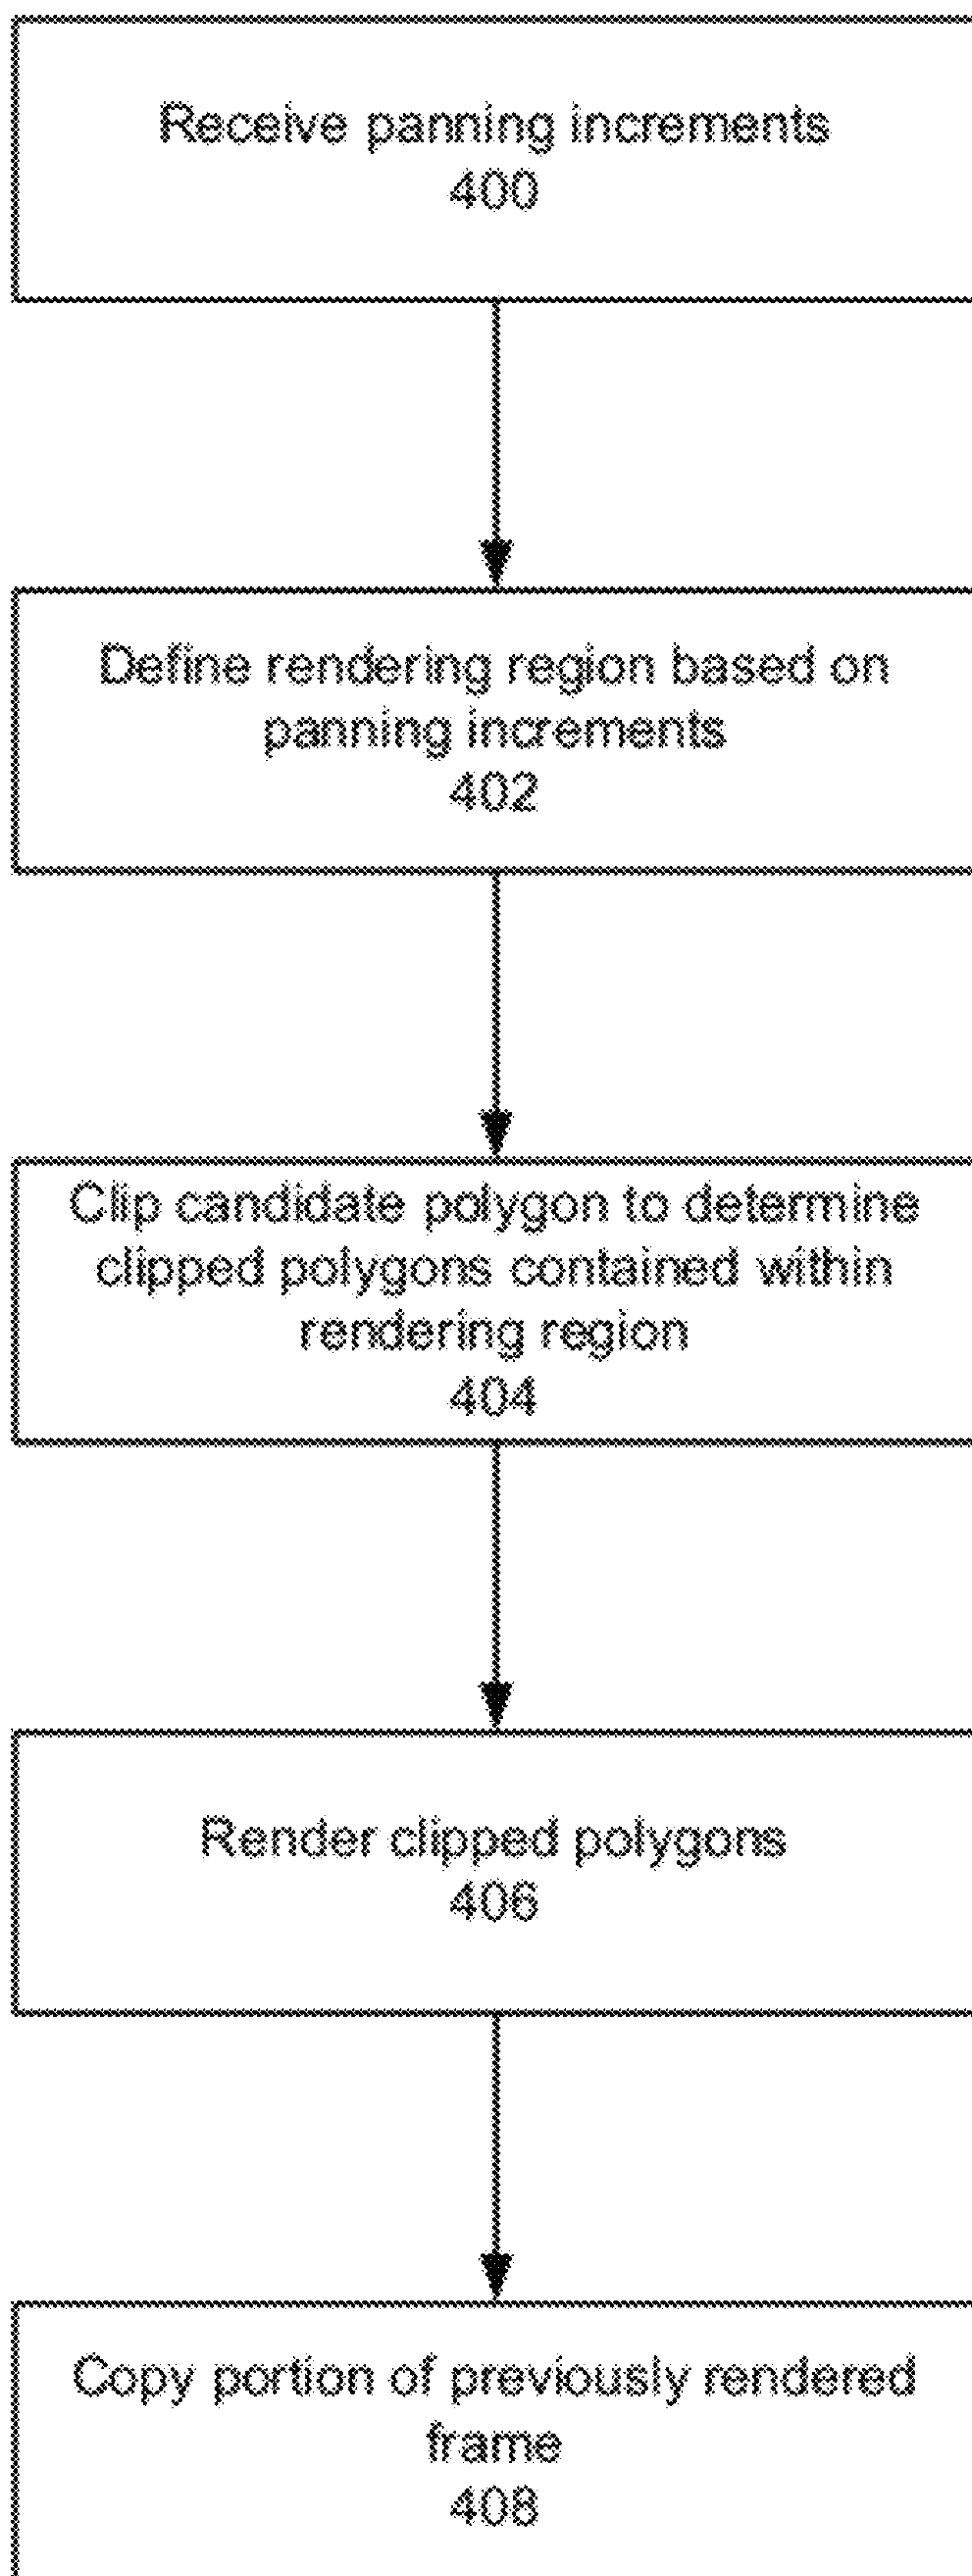 Receive panning increments
400
Define rendering region based on
panning increments
402
Clip candidate polygon to determine
clipped polygons contained within
rendering region
404
Render clipped polygons
406
Copy portion of previously rendered
frame
408